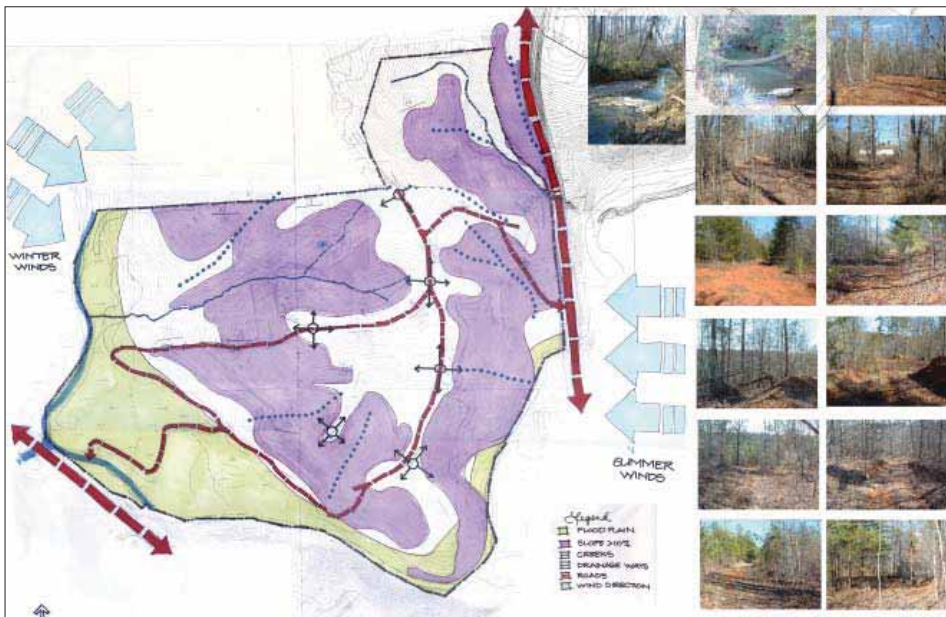 WINTER
WINDS
SUMMER
WINDS
Legend
FLOOD PLAIN
SLOPE >10%
CREEKS
DRAINAGE WAYS
ROADS
WIND DIRECTION